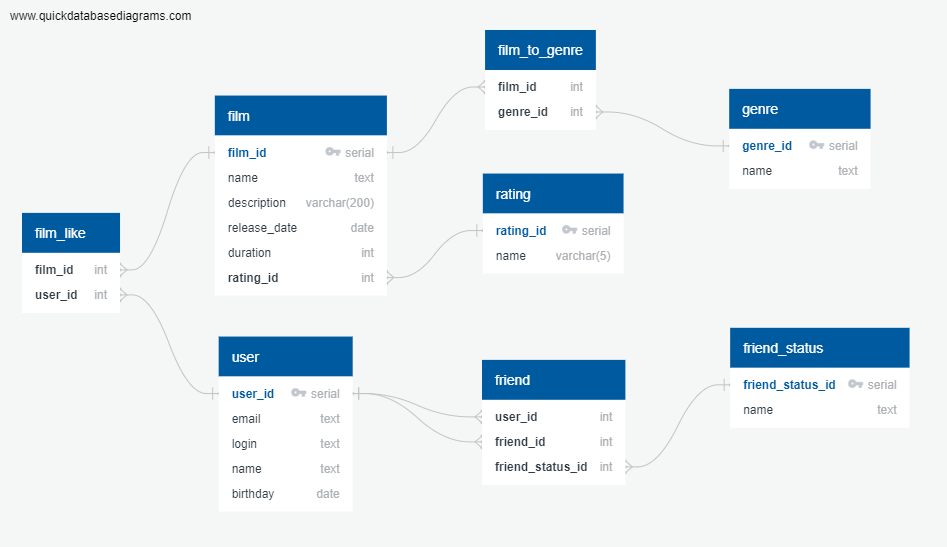 www.quickdatabasediagrams.com
film_to_genre
film_id int
genre_id int
film
film_id serial
name text
description varchar(200)
release_date date
duration int
rating_id int
genre
genre_id serial
name text
rating
rating_id serial
name varchar(5)
film_like
film_id int
user_id int
user
user_id serial
email text
login text
name text
birthday date
friend
user_id int
friend_id int
friend_status_id int
friend_status
friend_status_id serial
name text